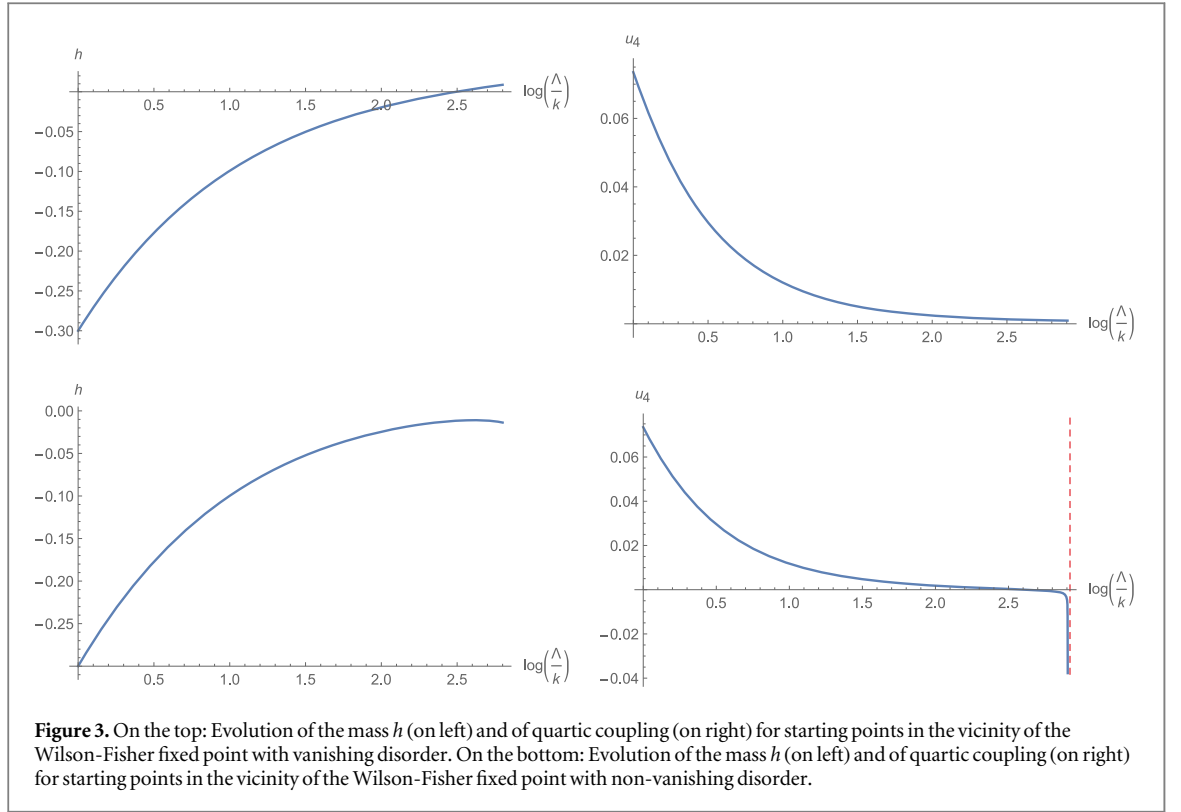 h
log(Λ/k)
0.5 1.0 1.5 2.0 2.5
−0.05
−0.10
−0.15
−0.20
−0.25
−0.30
u4
0.06
0.04
0.02
0.5 1.0 1.5 2.0 2.5
log(Λ/k)
h
0.00
−0.05
−0.10
−0.15
−0.20
−0.25
0.5 1.0 1.5 2.0 2.5
log(Λ/k)
u4
0.06
0.04
0.02
0.5 1.0 1.5 2.0 2.5
log(Λ/k)
−0.02
−0.04
Figure 3. On the top: Evolution of the mass h (on left) and of quartic coupling (on right) for starting points in the vicinity of the
Wilson-Fisher fixed point with vanishing disorder. On the bottom: Evolution of the mass h (on left) and of quartic coupling (on right)
for starting points in the vicinity of the Wilson-Fisher fixed point with non-vanishing disorder.